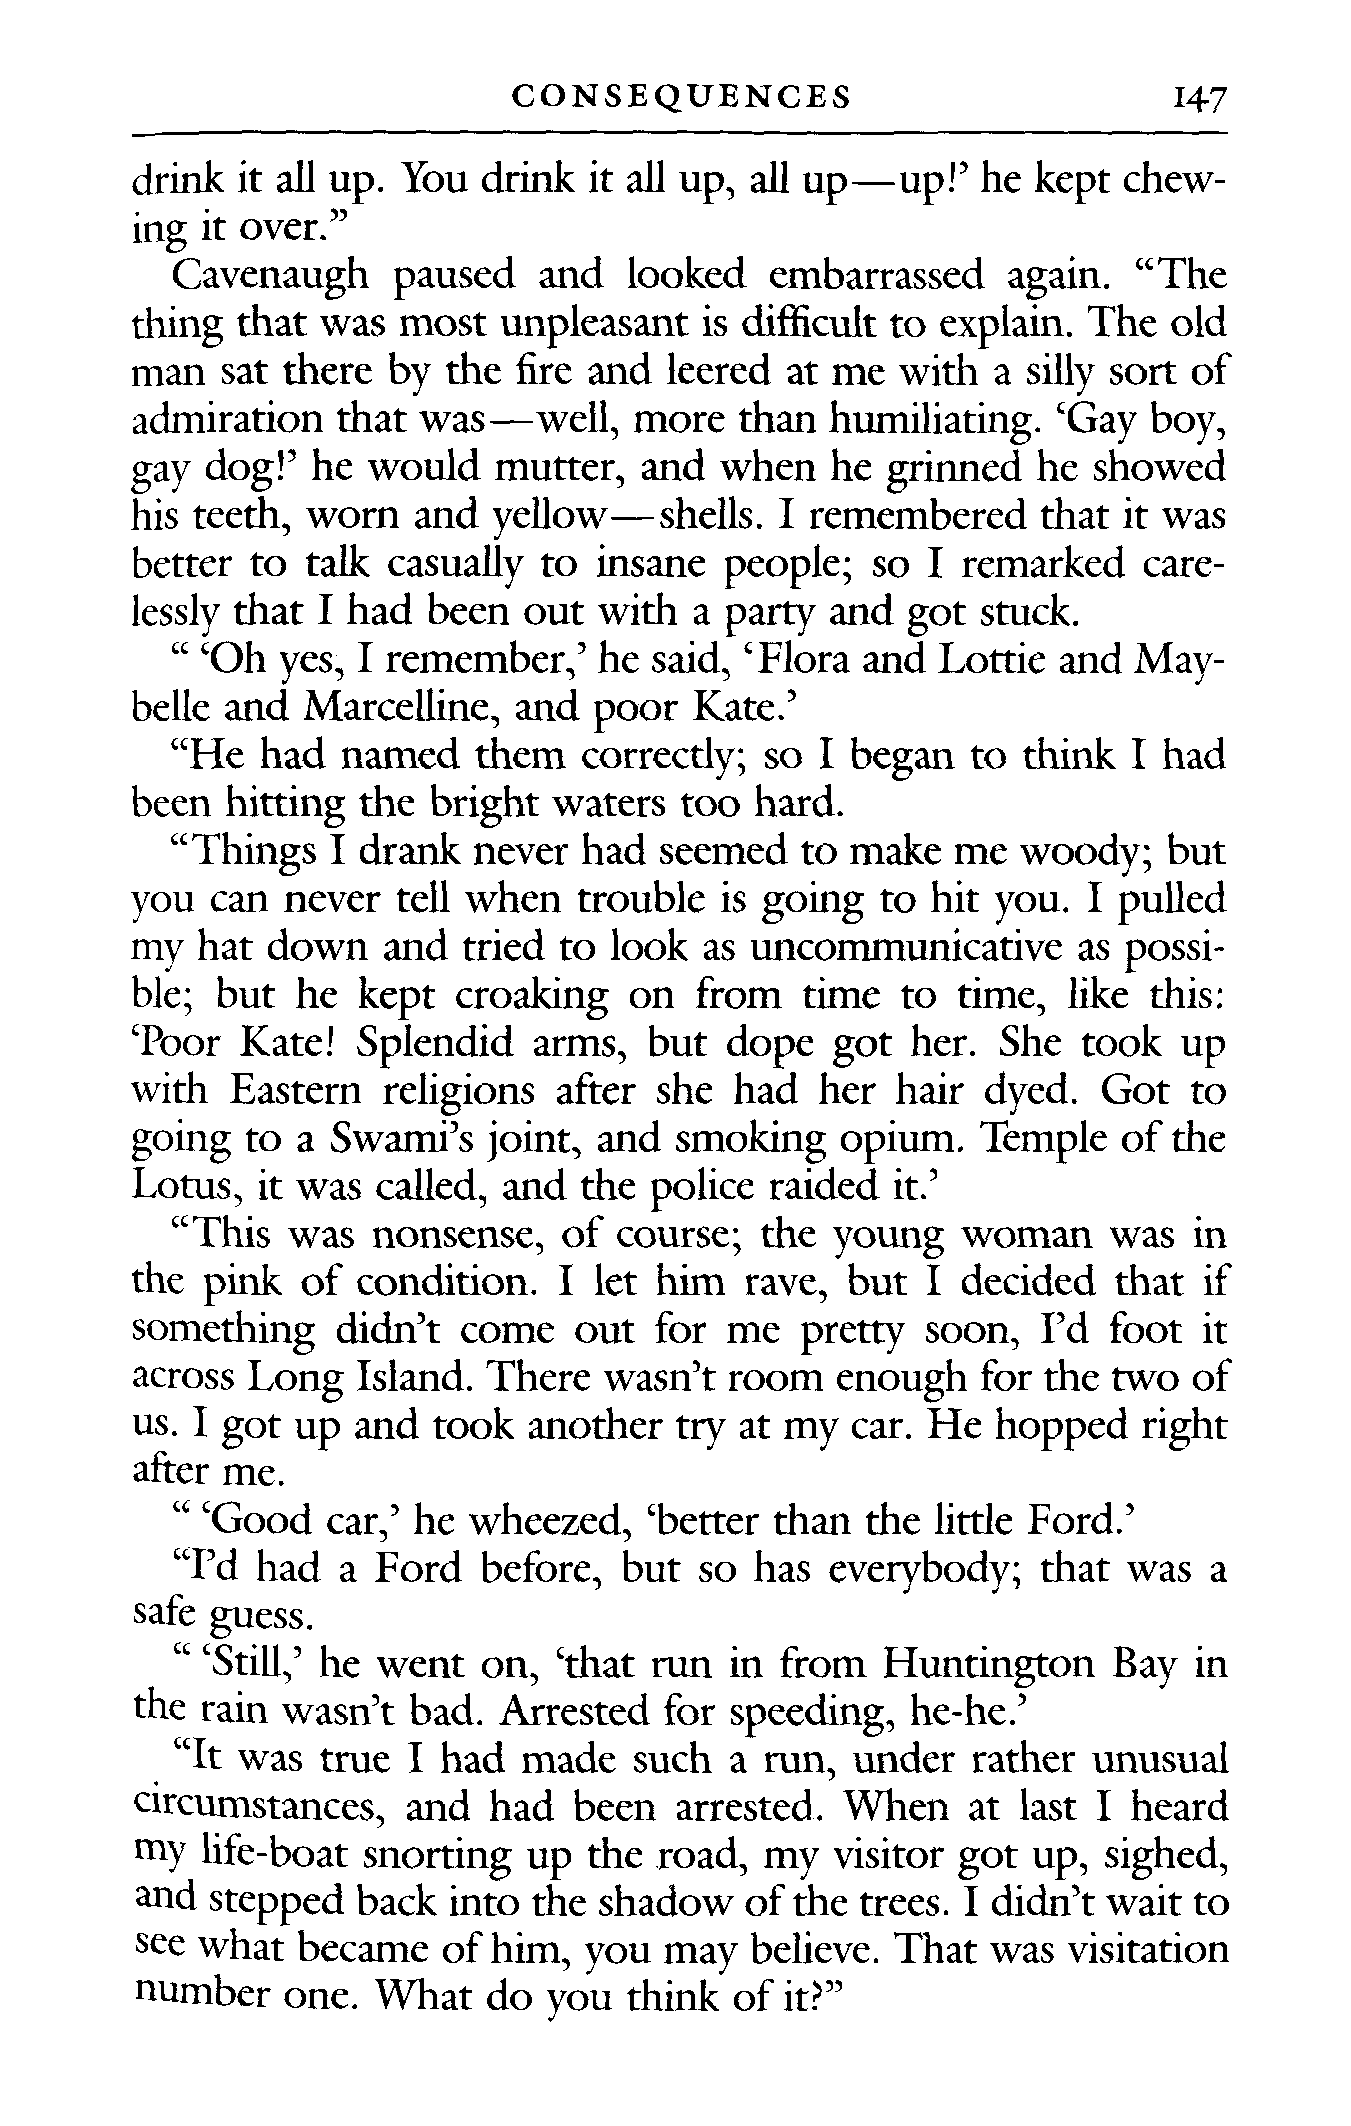 CONSEQUENCES 147
drink it all up. You drink it all up, all up—up!’ he kept chew-
ing it over.”
Cavenaugh paused and looked embarrassed again. “The
thing that was most unpleasant is difficult to explain. The old
man sat there by the fire and leered at me with a silly sort of
admiration that was—well, more than humiliating. ‘Gay boy,
gay dog!’ he would mutter, and when he grinned he showed
his teeth, worn and yellow—shells. I remembered that it was
better to talk casually to insane people; so I remarked care-
lessly that I had been out with a party and got stuck.
“ ‘Oh yes, I remember,’ he said, ‘Flora and Lottie and May-
belle and Marcelline, and poor Kate.’
“He had named them correctly; so I began to think I had
been hitting the bright waters too hard.
“Things I drank never had seemed to make me woody; but
you can never tell when trouble is going to hit you. I pulled
my hat down and tried to look as uncommunicative as possi-
ble; but he kept croaking on from time to time, like this:
‘Poor Kate! Splendid arms, but dope got her. She took up
with Eastern religions after she had her hair dyed. Got to
going to a Swami’s joint, and smoking opium. Temple of the
Lotus, it was called, and the police raided it.’
“This was nonsense, of course; the young woman was in
the pink of condition. I let him rave, but I decided that if
something didn’t come out for me pretty soon, I’d foot it
across Long Island. There wasn’t room enough for the two of
us. I got up and took another try at my car. He hopped right
after me.
“ ‘Good car,’ he wheezed, ‘better than the little Ford.’
“I’d had a Ford before, but so has everybody; that was a
safe guess.
“ ‘Still,’ he went on, ‘that run in from Huntington Bay in
the rain wasn’t bad. Arrested for speeding, he-he.’
“It was true I had made such a run, under rather unusual
circumstances, and had been arrested. When at last I heard
my life-boat snorting up the road, my visitor got up, sighed,
and stepped back into the shadow of the trees. I didn’t wait to
see what became of him, you may believe. That was visitation
number one. What do you think of it?”